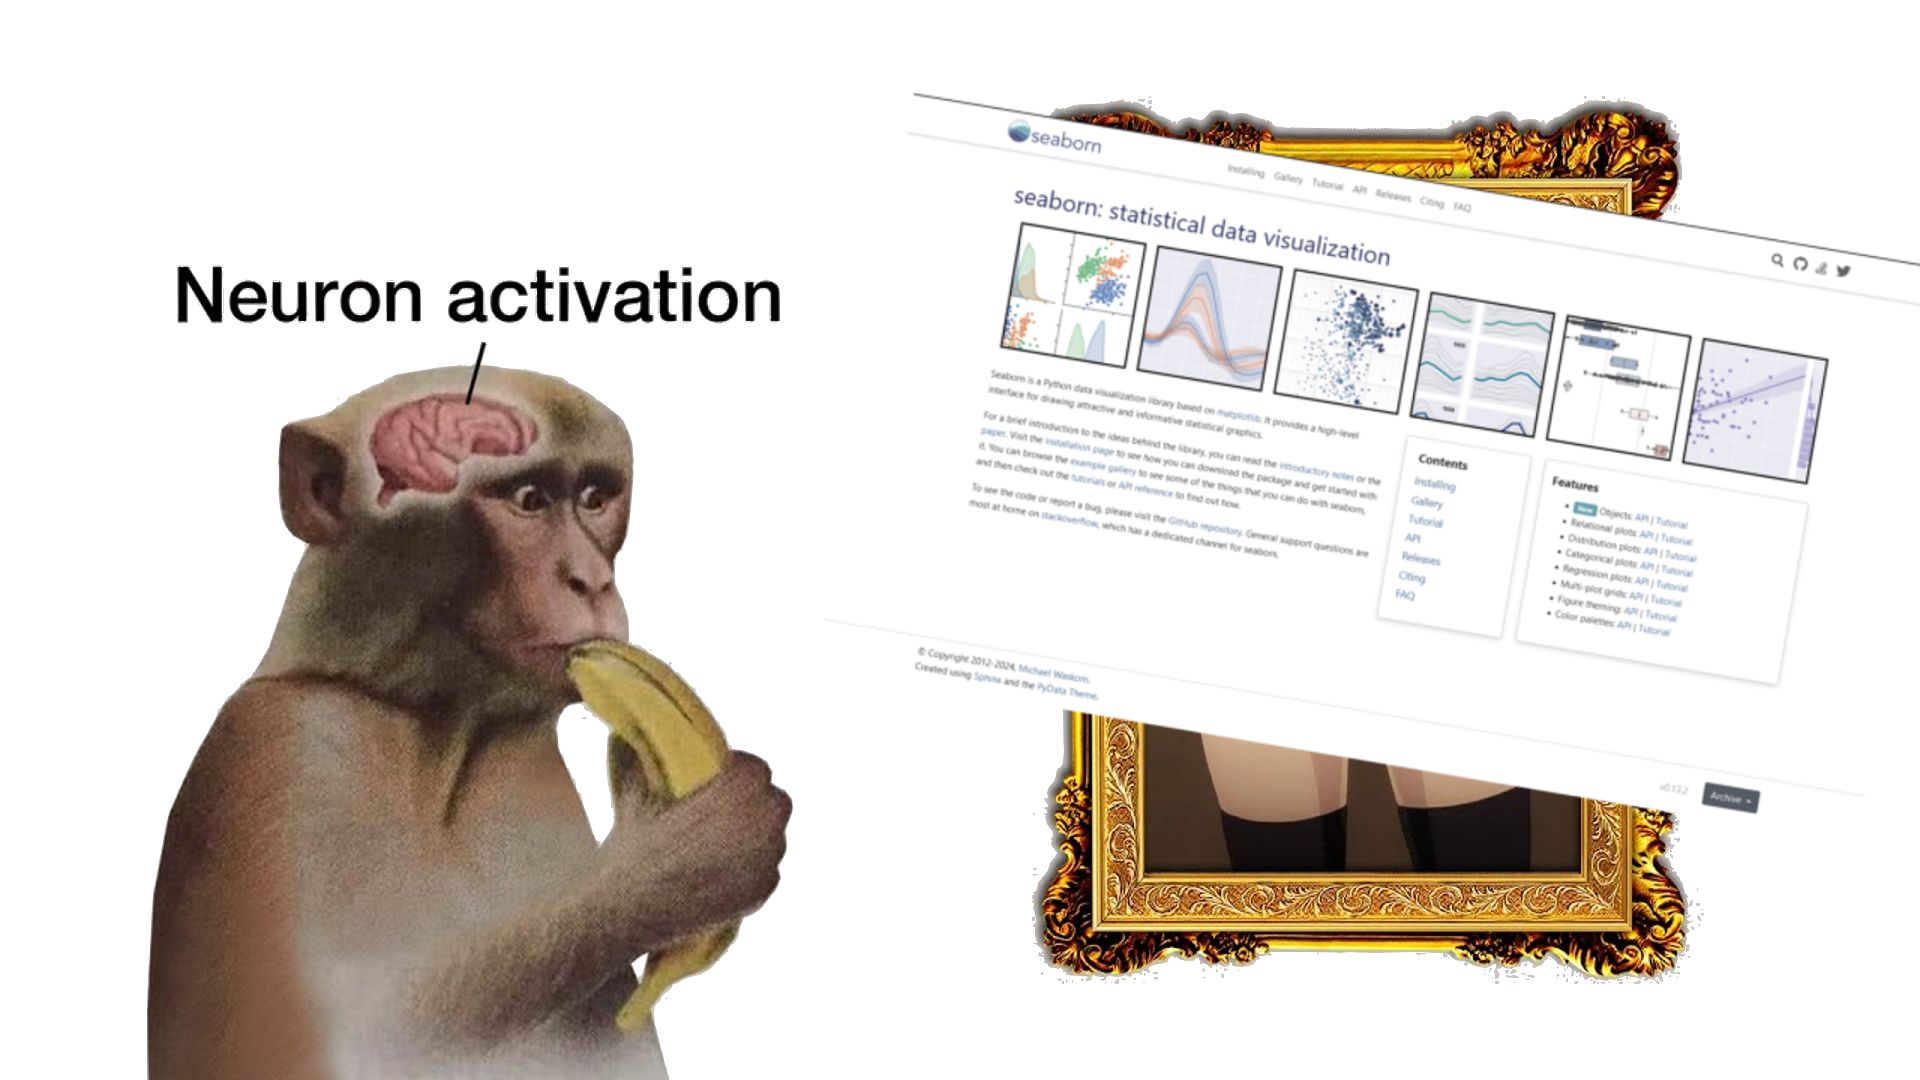 Neuron activation
seaborn
Installing Gallery Tutorial API Releases Citing FAQ
seaborn: statistical data visualization
Seaborn is a Python data visualization library based on matplotlib. It provides a high-level
interface for drawing attractive and informative statistical graphics.
For a brief introduction to the ideas behind the library, you can read the introductory notes or the
paper. Visit the installation page to see how you can download the package and get started with
it. You can browse the example gallery to see some of the things that you can do with seaborn,
and then check out the tutorials or API reference to find out how.
To see the code or report a bug, please visit the GitHub repository. General support questions are
most at home on stackoverflow, which has a dedicated channel for seaborn.
Contents
Installing
Gallery
Tutorial
API
Releases
Citing
FAQ
Features
New Objects: API | Tutorial
Relational plots: API | Tutorial
Distribution plots: API | Tutorial
Categorical plots: API | Tutorial
Regression plots: API | Tutorial
Multi-plot grids: API | Tutorial
Figure theming: API | Tutorial
Color palettes: API | Tutorial
© Copyright 2012-2024, Michael Waskom.
Created using Sphinx and the PyData Theme.
v0.13.2
Archive